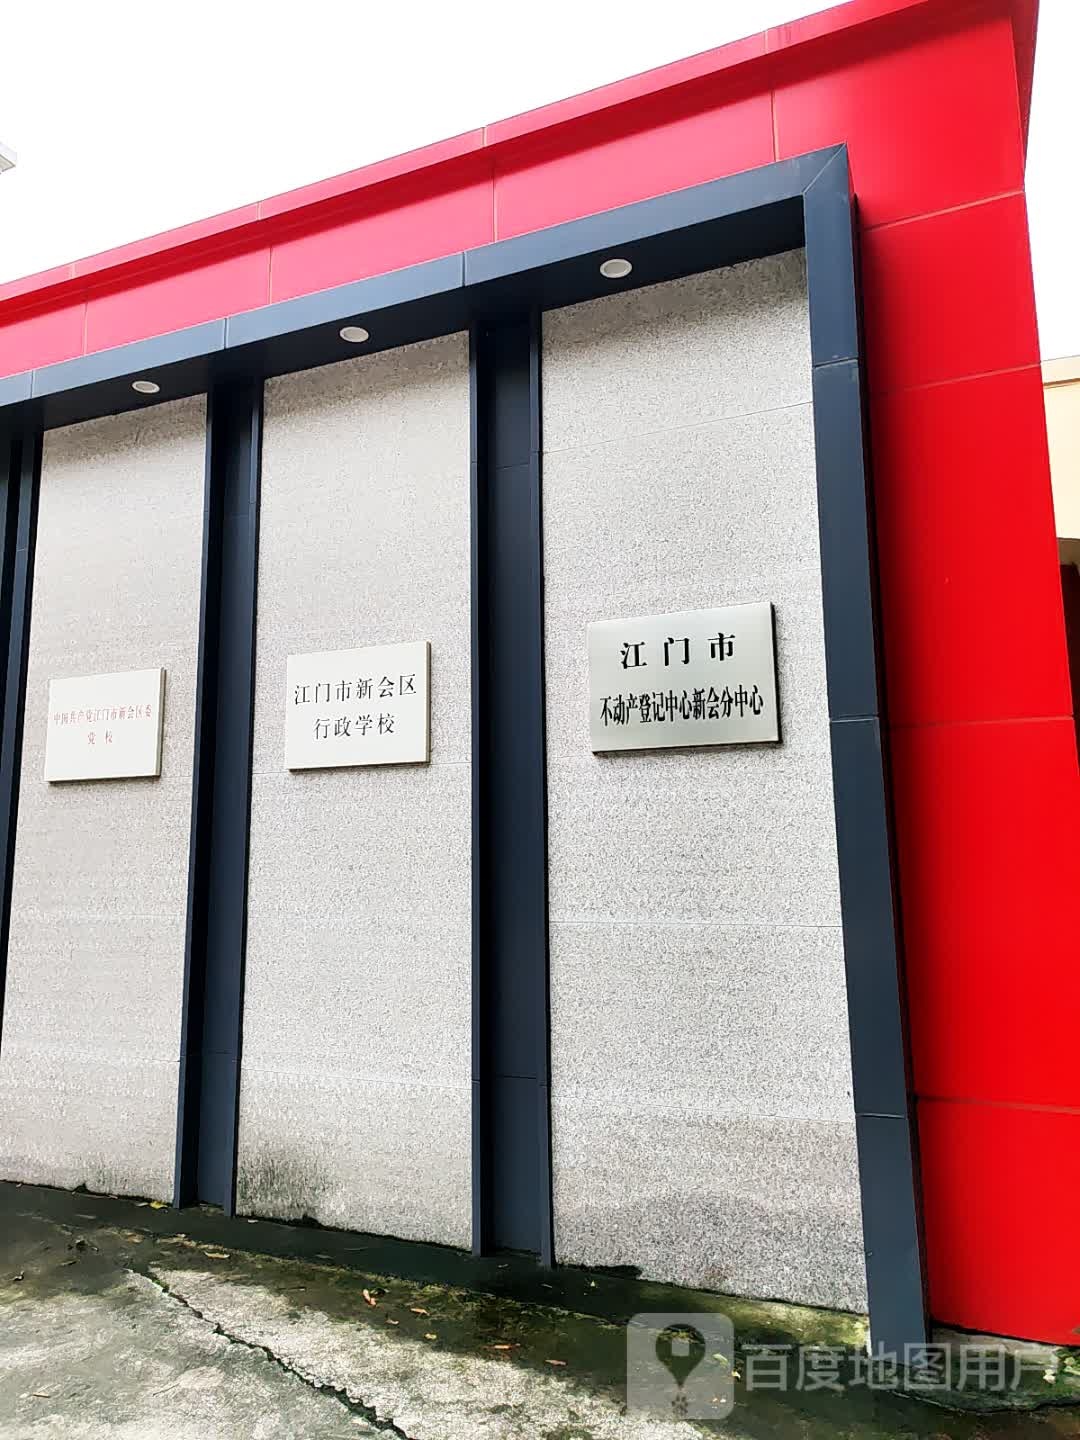 中国共产党江门市新会区委
党校
江门市新会区
行政学校
江门市
不动产登记中心新会分中心
百度地图用户